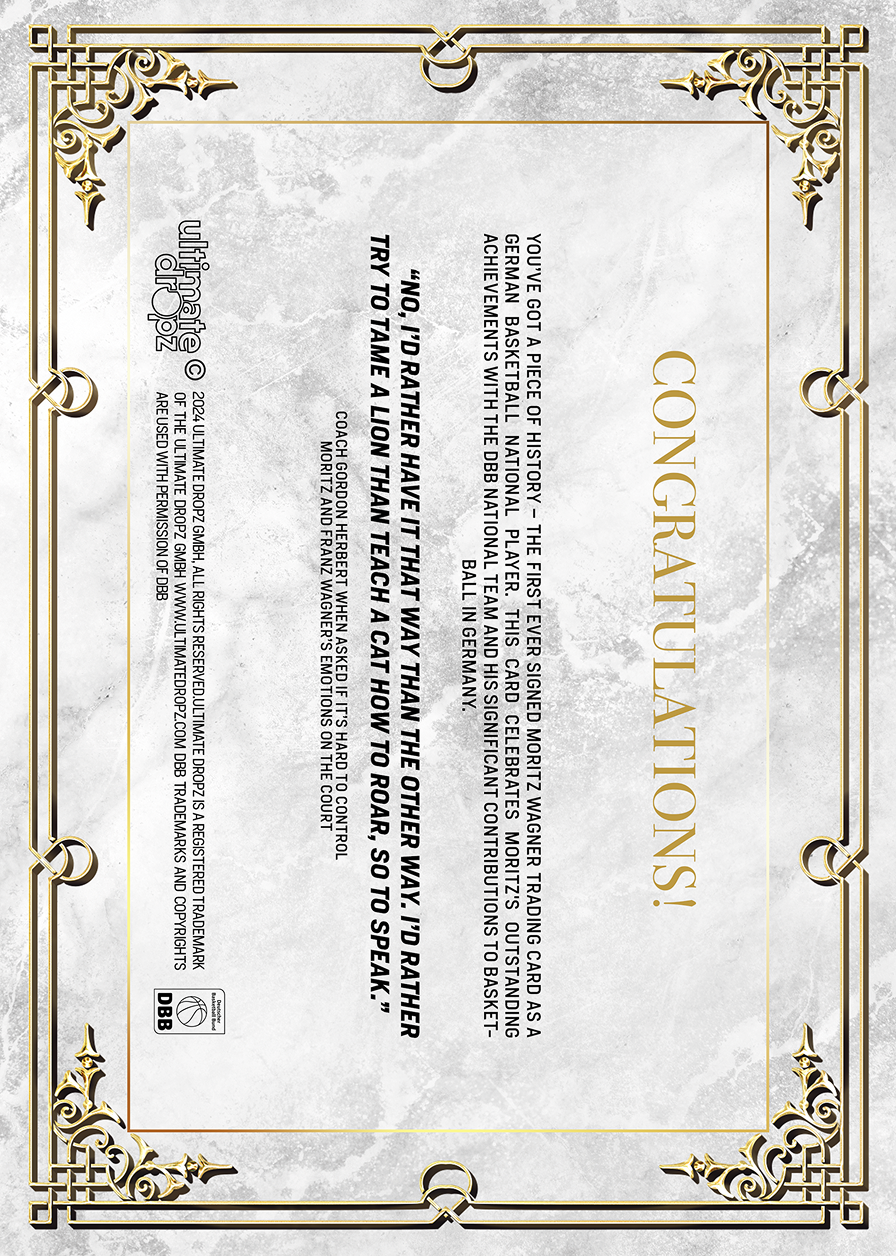 CONGRATULATIONS!
YOU'VE GOT A PIECE OF HISTORY – THE FIRST EVER SIGNED MORITZ WAGNER TRADING CARD AS A
GERMAN BASKETBALL NATIONAL PLAYER. THIS CARD CELEBRATES MORITZ'S OUTSTANDING
ACHIEVEMENTS WITH THE DBB NATIONAL TEAM AND HIS SIGNIFICANT CONTRIBUTIONS TO BASKET-
BALL IN GERMANY.
“NO, I'D RATHER HAVE IT THAT WAY THAN THE OTHER WAY. I'D RATHER
TRY TO TAME A LION THAN TEACH A CAT HOW TO ROAR, SO TO SPEAK.”
COACH GORDON HERBERT WHEN ASKED IF IT'S HARD TO CONTROL
MORITZ AND FRANZ WAGNER'S EMOTIONS ON THE COURT
ultimate
dropz
©
2024 ULTIMATE DROPZ GMBH, ALL RIGHTS RESERVED.ULTIMATE DROPZ IS A REGISTERED TRADEMARK
OF THE ULTIMATE DROPZ GMBH WWW.ULTIMATEDROPZ.COM DBB TRADEMARKS AND COPYRIGHTS
ARE USED WITH PERMISSION OF DBB
Deutscher
Basketball Bund
DBB